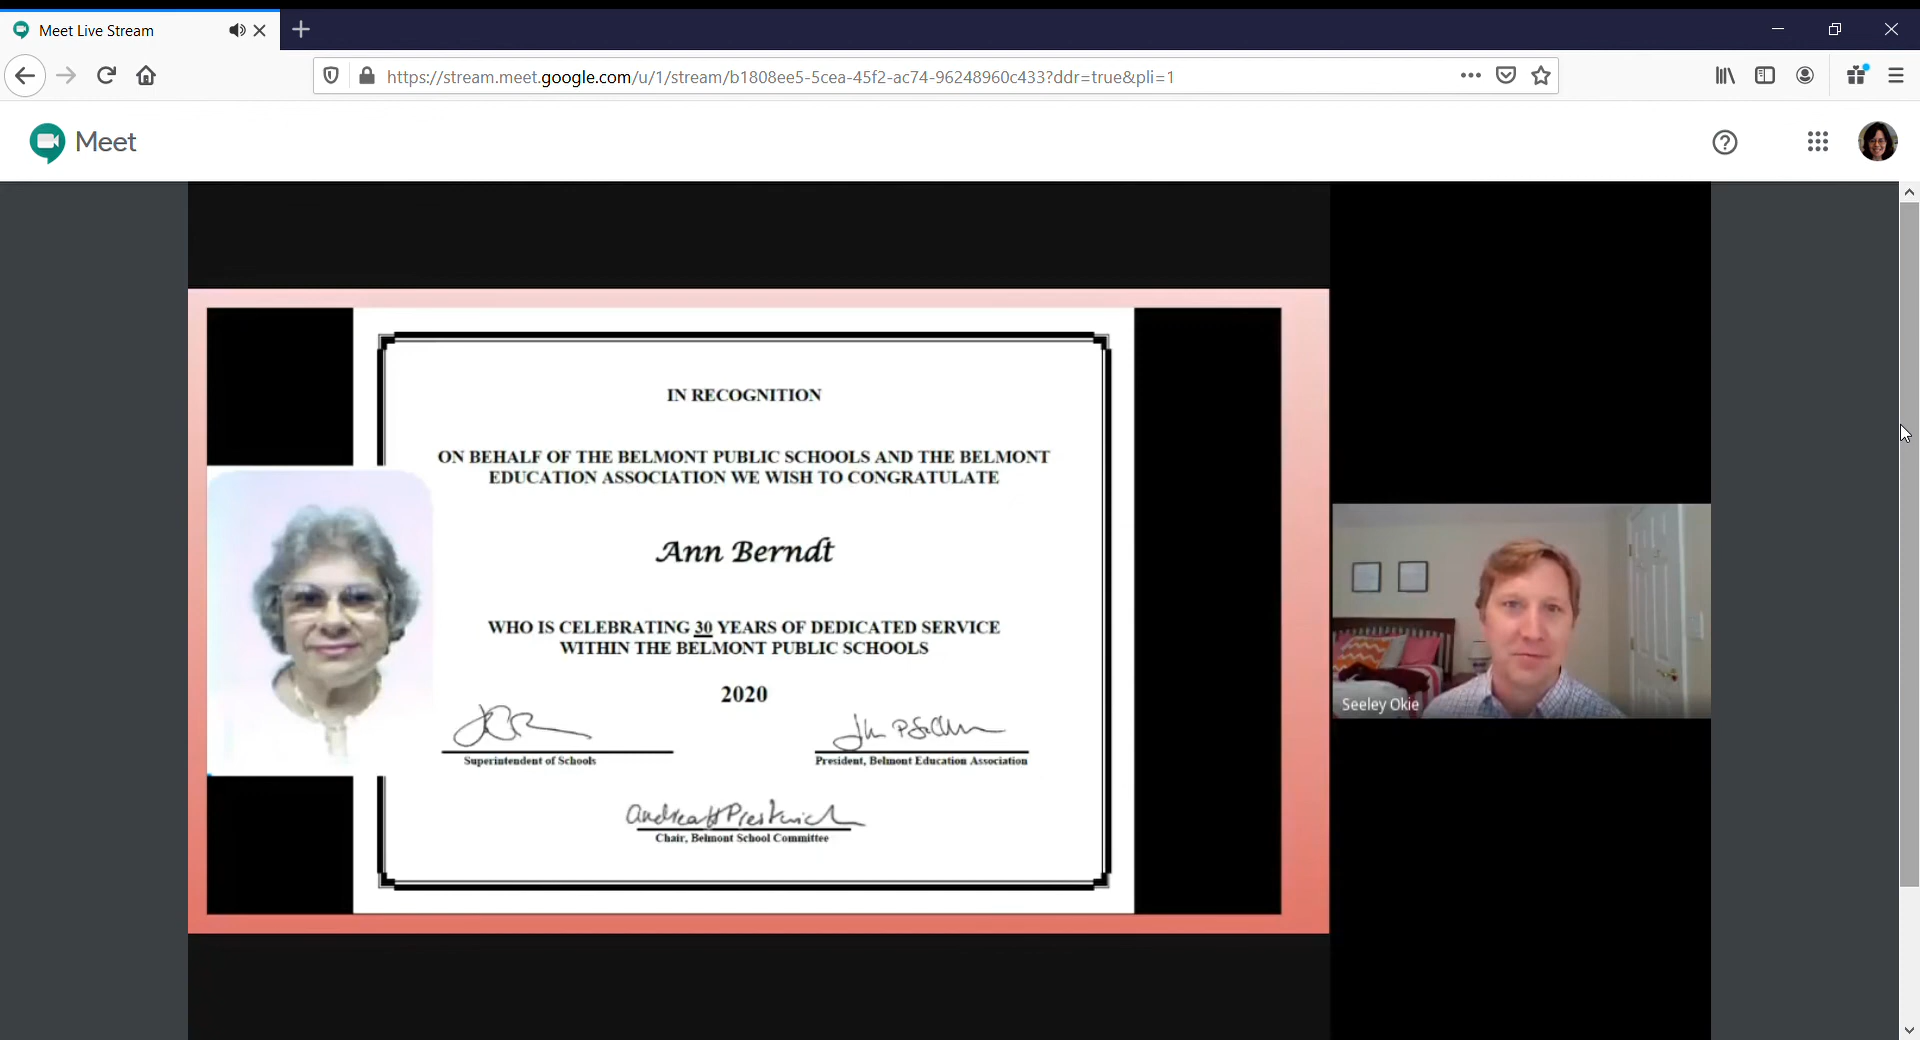 Meet Live Stream
https://stream.meet.google.com/u/1/stream/b1808ee5-5cea-45f2-ac74-96248960c433?ddr=true&pli=1
Meet
IN RECOGNITION
ON BEHALF OF THE BELMONT PUBLIC SCHOOLS AND THE BELMONT
EDUCATION ASSOCIATION WE WISH TO CONGRATULATE
Ann Berndt
WHO IS CELEBRATING 30 YEARS OF DEDICATED SERVICE
WITHIN THE BELMONT PUBLIC SCHOOLS
2020
Superintendent of Schools
President, Belmont Education Association
Chair, Belmont School Committee
Seeley Okie